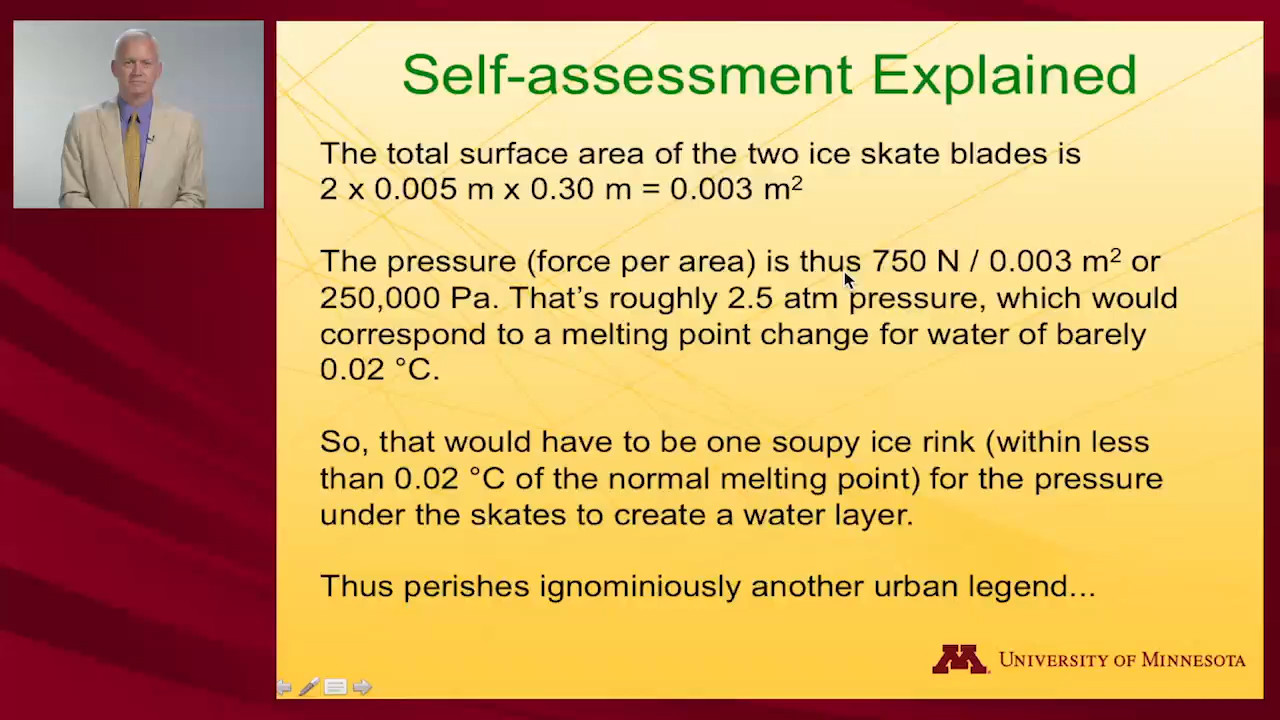 Self-assessment Explained
The total surface area of the two ice skate blades is
2 x 0.005 m x 0.30 m = 0.003 m²
The pressure (force per area) is thus 750 N / 0.003 m² or
250,000 Pa. That's roughly 2.5 atm pressure, which would
correspond to a melting point change for water of barely
0.02 °C.
So, that would have to be one soupy ice rink (within less
than 0.02 °C of the normal melting point) for the pressure
under the skates to create a water layer.
Thus perishes ignominiously another urban legend...
M UNIVERSITY OF MINNESOTA